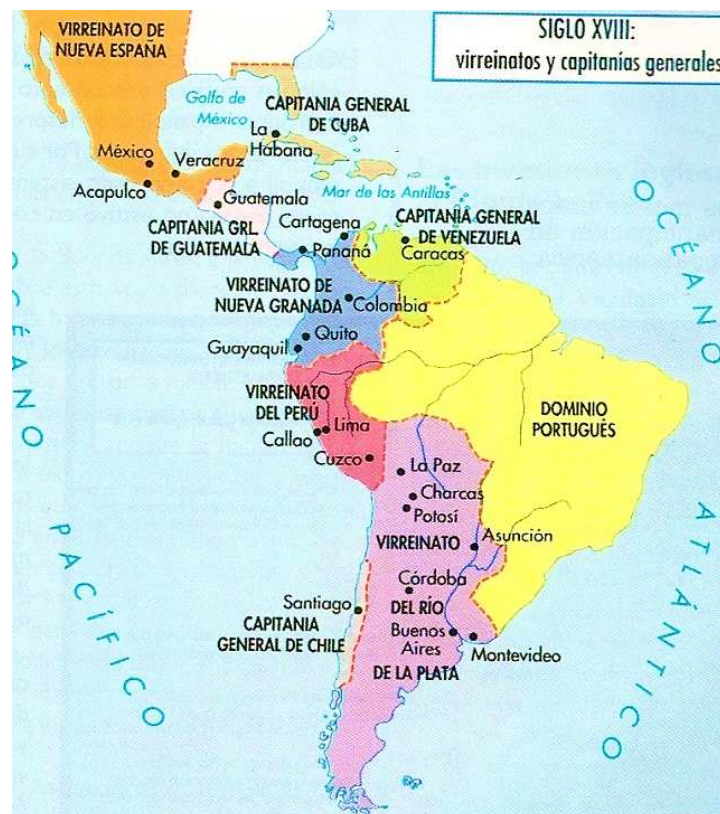 SIGLO XVIII:
virreinatos y capitanías generales
VIRREINATO DE
NUEVA ESPAÑA
Golfo de
México
CAPITANIA GENERAL
DE CUBA
La
Habana
México
Veracruz
Acapulco
Guatemala
Mar de las Antillas
CAPITANIA GRL.
DE GUATEMALA
Cartagena
Pananá
CAPITANIA GENERAL
DE VENEZUELA
Caracas
VIRREINATO DE
NUEVA GRANADA
Colombia
Quito
Guayaquil
VIRREINATO
DEL PERÚ
Lima
Callao
Cuzco
DOMINIO
PORTUGUÉS
La Paz
Charcas
Potosí
VIRREINATO
Asunción
Córdoba
Santiago
DEL RÍO
CAPITANIA
GENERAL DE CHILE
Buenos
Aires
Montevideo
DE LA PLATA
OCÉANO
PACÍFICO
OCÉANO
ATLÁNTICO